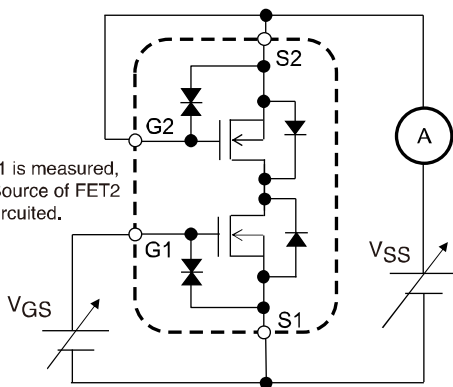 S2
G2
A
1 is measured,
Source of FET2
rcuited.
G1
VSS
VGS
S1